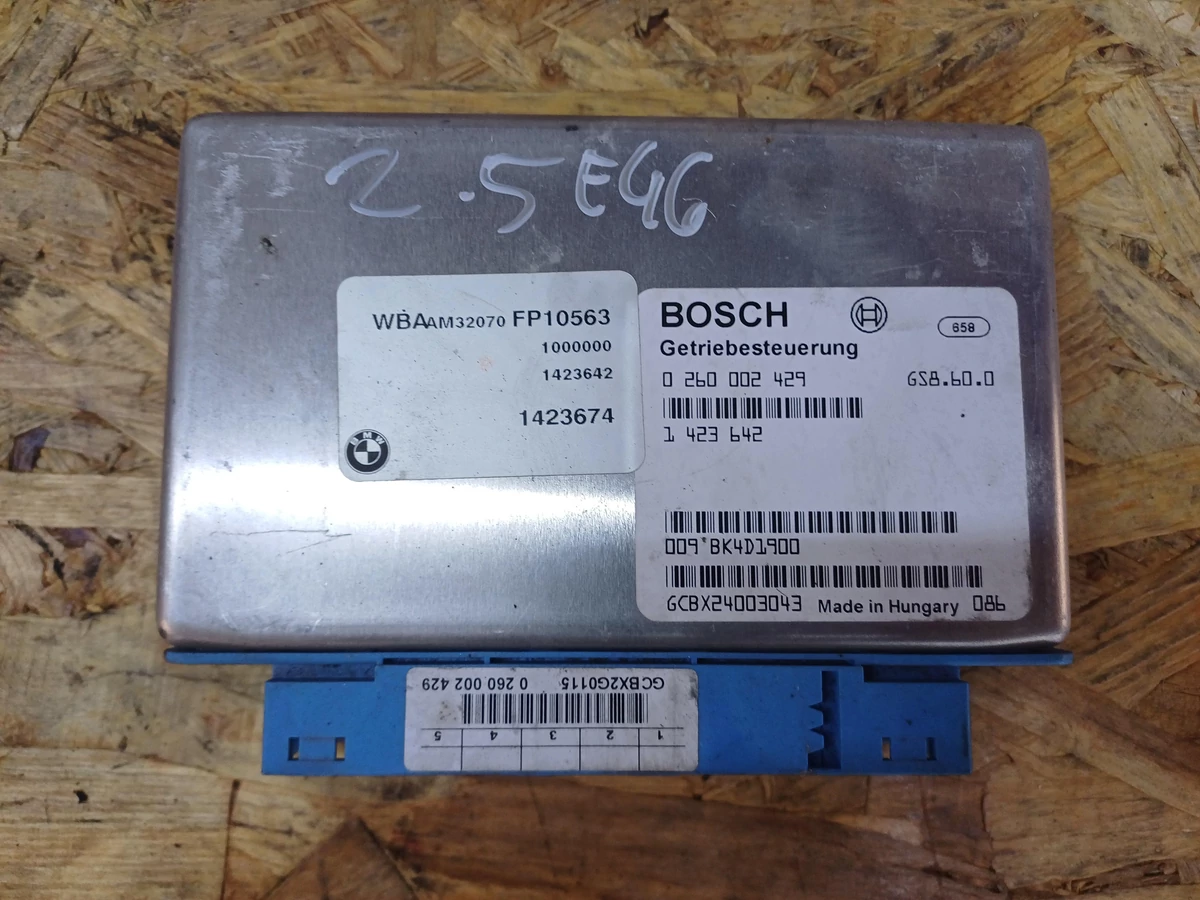 2.5 E46
WBAAM32070 FP10563
1000000
1423642
1423674
BMW
BOSCH
658
Getriebesteuerung
0 260 002 429 GS8.60.0
1 423 642
009*BK4D1900
GCBX24003043 Made in Hungary 086
GCBX2G0115 0 260 002 429
1 2 3 4 5